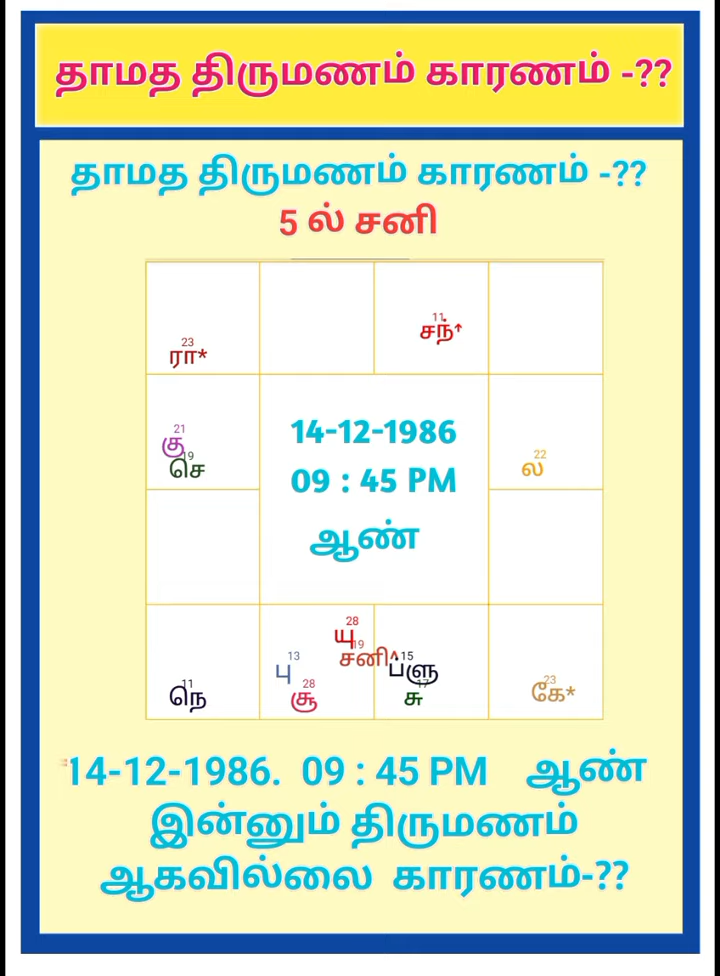 தாமத திருமணம் காரணம் -??
தாமத திருமணம் காரணம் -??
5 ல் சனி
11
சந்↑
23
ரா*
21
கு
19
செ
14-12-1986
09 : 45 PM
ஆண்
22
ல
28
யு
19
சனி^
13
பு
28
சூ
15
ப்ளு
17
சு
11
நெ
23
கே*
14-12-1986. 09 : 45 PM ஆண்
இன்னும் திருமணம்
ஆகவில்லை காரணம்-??